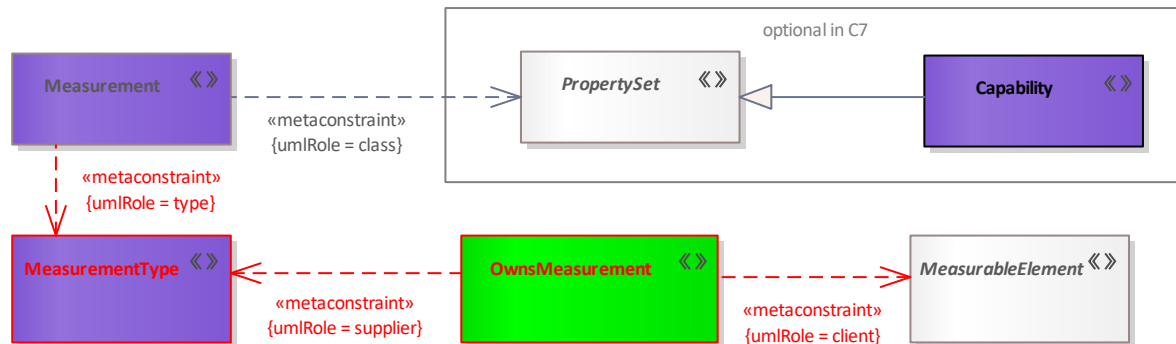 optional in C7
Measurement «»
PropertySet «»
Capability «»
«metaconstraint»
{umlRole = class}
«metaconstraint»
{umlRole = type}
MeasurementType «»
OwnsMeasurement «»
MeasurableElement «»
«metaconstraint»
{umlRole = supplier}
«metaconstraint»
{umlRole = client}